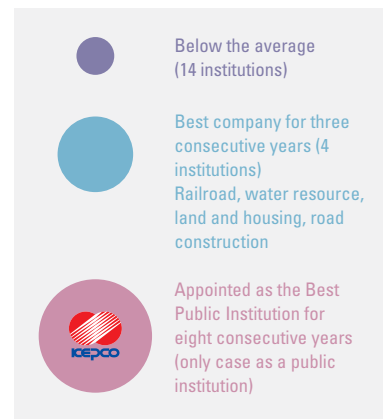 Below the average
(14 institutions)
Best company for three
consecutive years (4
institutions)
Railroad, water resource,
land and housing, road
construction
Appointed as the Best
Public Institution for
eight consecutive years
(only case as a public
institution)
KEPCO